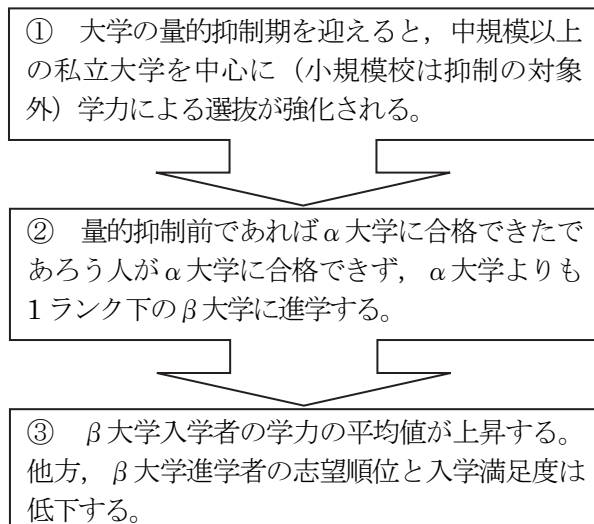 ① 大学の量的抑制期を迎えると，中規模以上
の私立大学を中心に（小規模校は抑制の対象
外）学力による選抜が強化される。
② 量的抑制前であればα大学に合格できたで
あろう人がα大学に合格できず，α大学よりも
1ランク下のβ大学に進学する。
③ β大学入学者の学力の平均値が上昇する。
他方，β大学進学者の志望順位と入学満足度は
低下する。